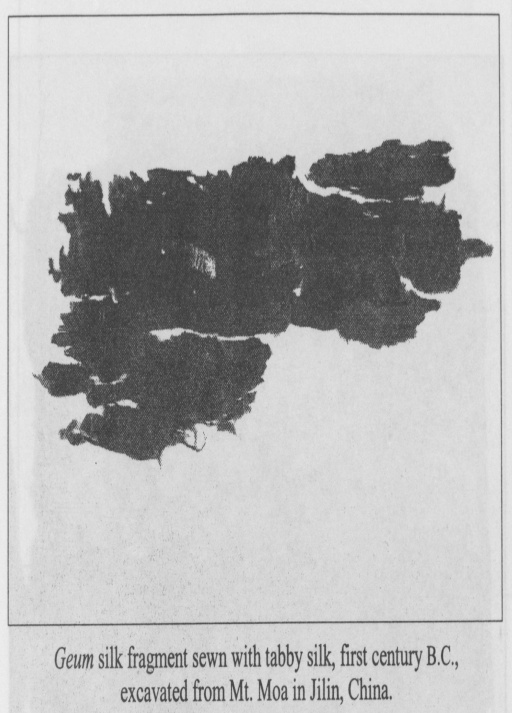 Geum silk fragment sewn with tabby silk, first century B.C.,
excavated from Mt. Moa in Jilin, China.